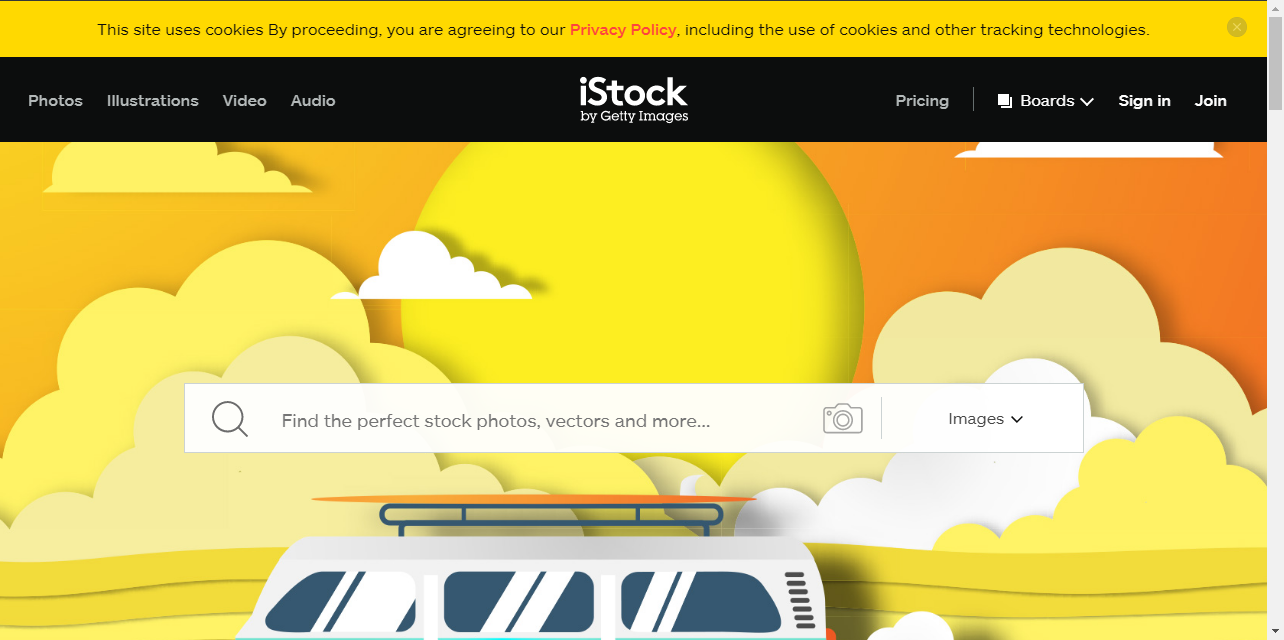 This site uses cookies By proceeding, you are agreeing to our Privacy Policy, including the use of cookies and other tracking technologies.
Photos Illustrations Video Audio
iStock
by Getty Images
Pricing Boards Sign in Join
Find the perfect stock photos, vectors and more...
Images